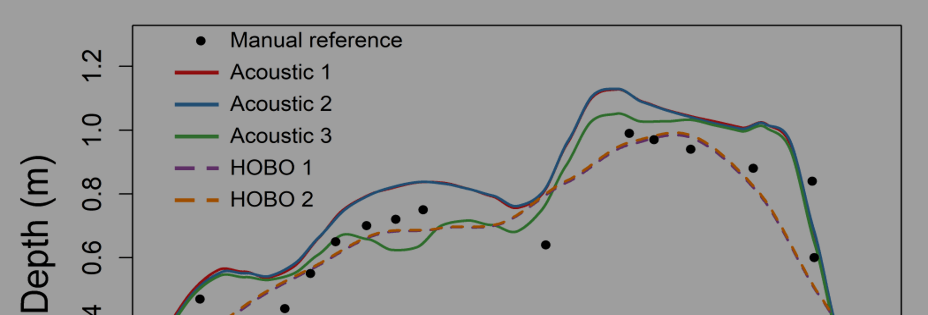 Manual reference
Acoustic 1
Acoustic 2
Acoustic 3
HOBO 1
HOBO 2
1.2
1.0
0.8
0.6
Depth (m)